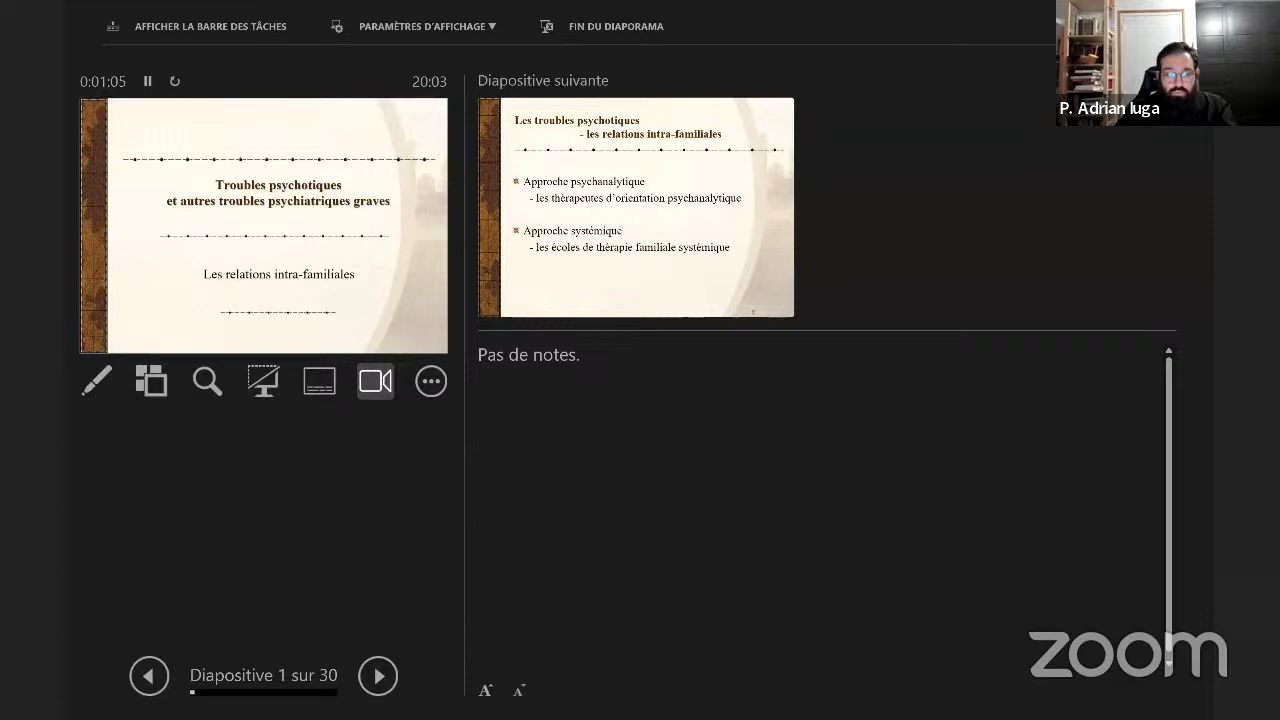 AFFICHER LA BARRE DES TÂCHES
PARAMÈTRES D'AFFICHAGE ▼
FIN DU DIAPORAMA
0:01:05
20:03
Troubles psychotiques
et autres troubles psychiatriques graves
Les relations intra-familiales
Diapositive suivante
Les troubles psychotiques
- les relations intra-familiales
Approche psychanalytique
- les thérapeutes d'orientation psychanalytique
Approche systémique
- les écoles de thérapie familiale systémique
P. Adrian Iuga
Pas de notes.
Diapositive 1 sur 30
A A
zoom